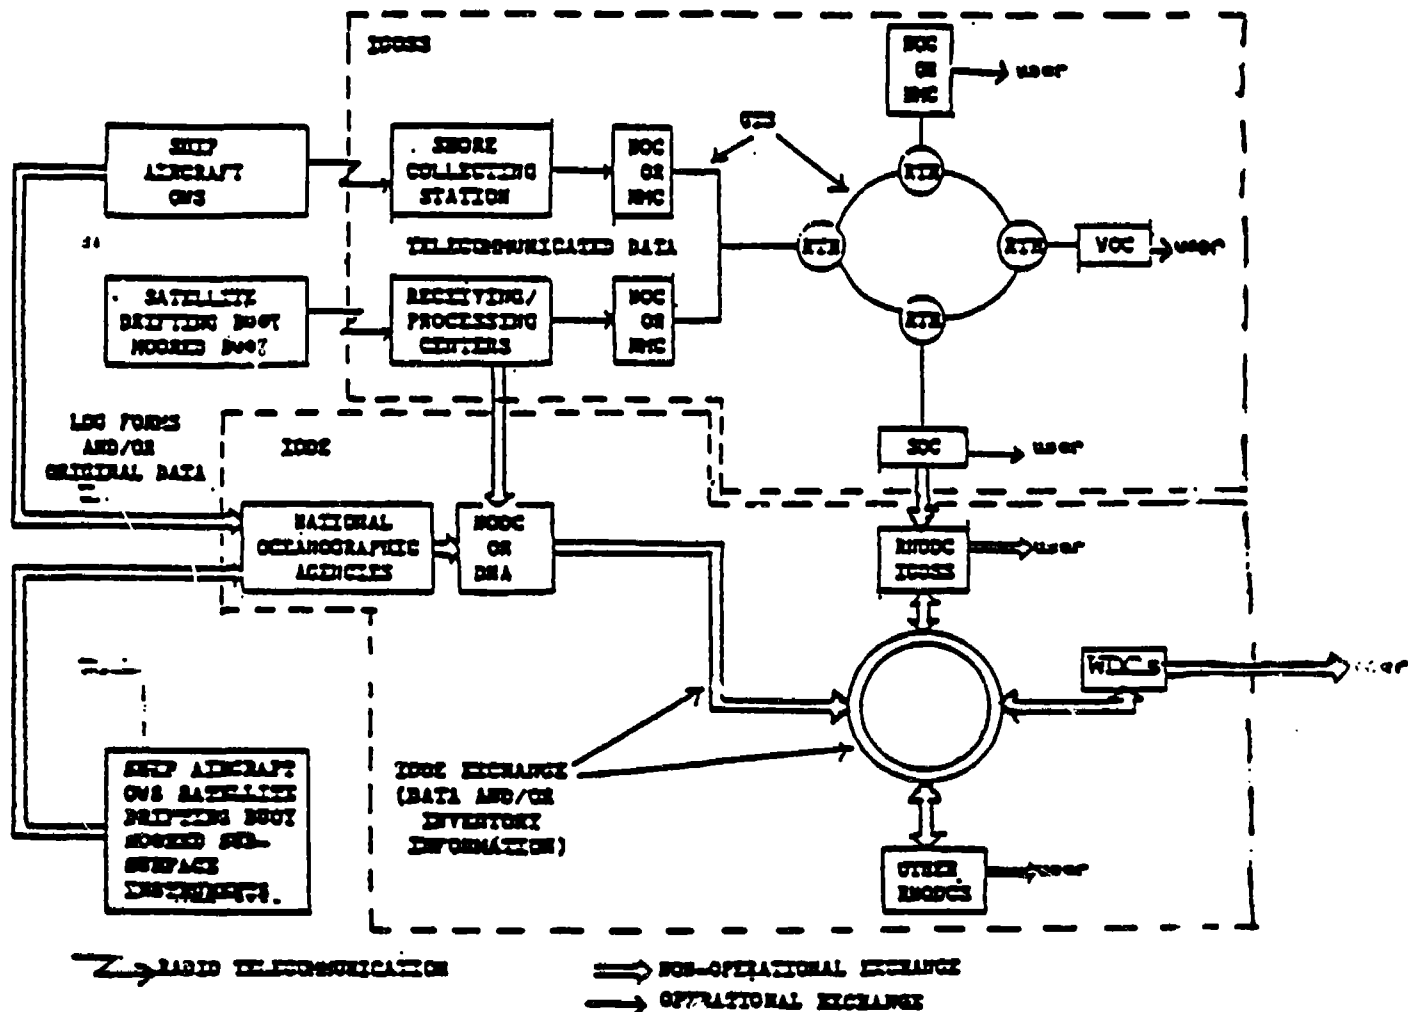 IGOSS
NOC
OR
NMC
user
GTS
SHIP
AIRCRAFT
OWS
SHORE
COLLECTING
STATION
NOC
OR
NMC
RTH
RTH
RTH
RTH
VOC
user
TELECOMMUNICATED DATA
SATELLITE
DRIFTING BUOY
MOORED BUOY
RECEIVING/
PROCESSING
CENTERS
NOC
OR
NMC
LOG FORMS
AND/OR
ORIGINAL DATA
IODE
SOC
user
NATIONAL
OCEANOGRAPHIC
AGENCIES
NODC
OR
DNA
RNODC
IGOSS
user
WDCs
SHIP AIRCRAFT
OWS SATELLITE
DRIFTING BUOY
MOORED SUB-
SURFACE
INSTRUMENTS.
IODE EXCHANGE
(DATA AND/OR
INVENTORY
INFORMATION)
OTHER
RNODCS
user
RADIO TELECOMMUNICATION
NON-OPERATIONAL EXCHANGE
OPERATIONAL EXCHANGE